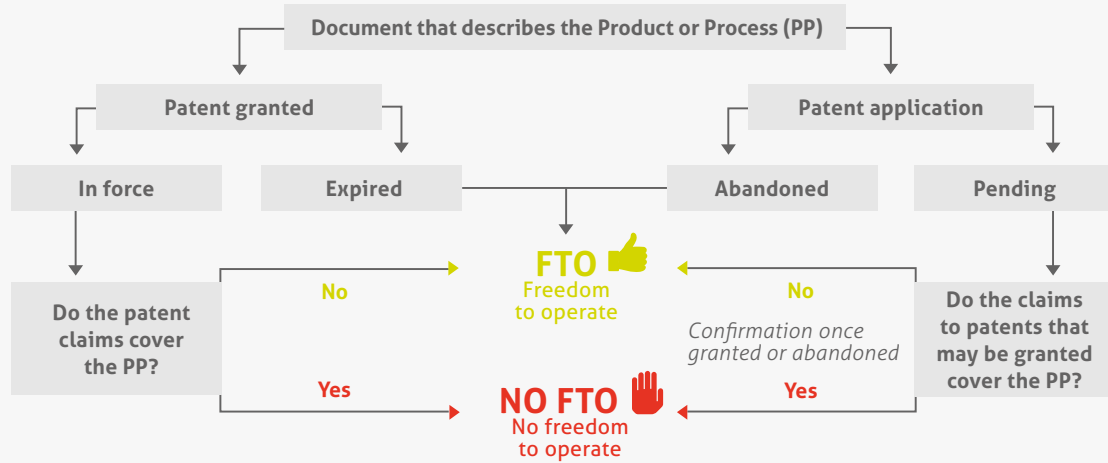 Document that describes the Product or Process (PP)
Patent granted
Patent application
In force
Expired
Abandoned
Pending
FTO
Freedom
to operate
No
No
Do the patent
claims cover
the PP?
Do the claims
to patents that
may be granted
cover the PP?
Confirmation once
granted or abandoned
Yes
Yes
NO FTO
No freedom
to operate